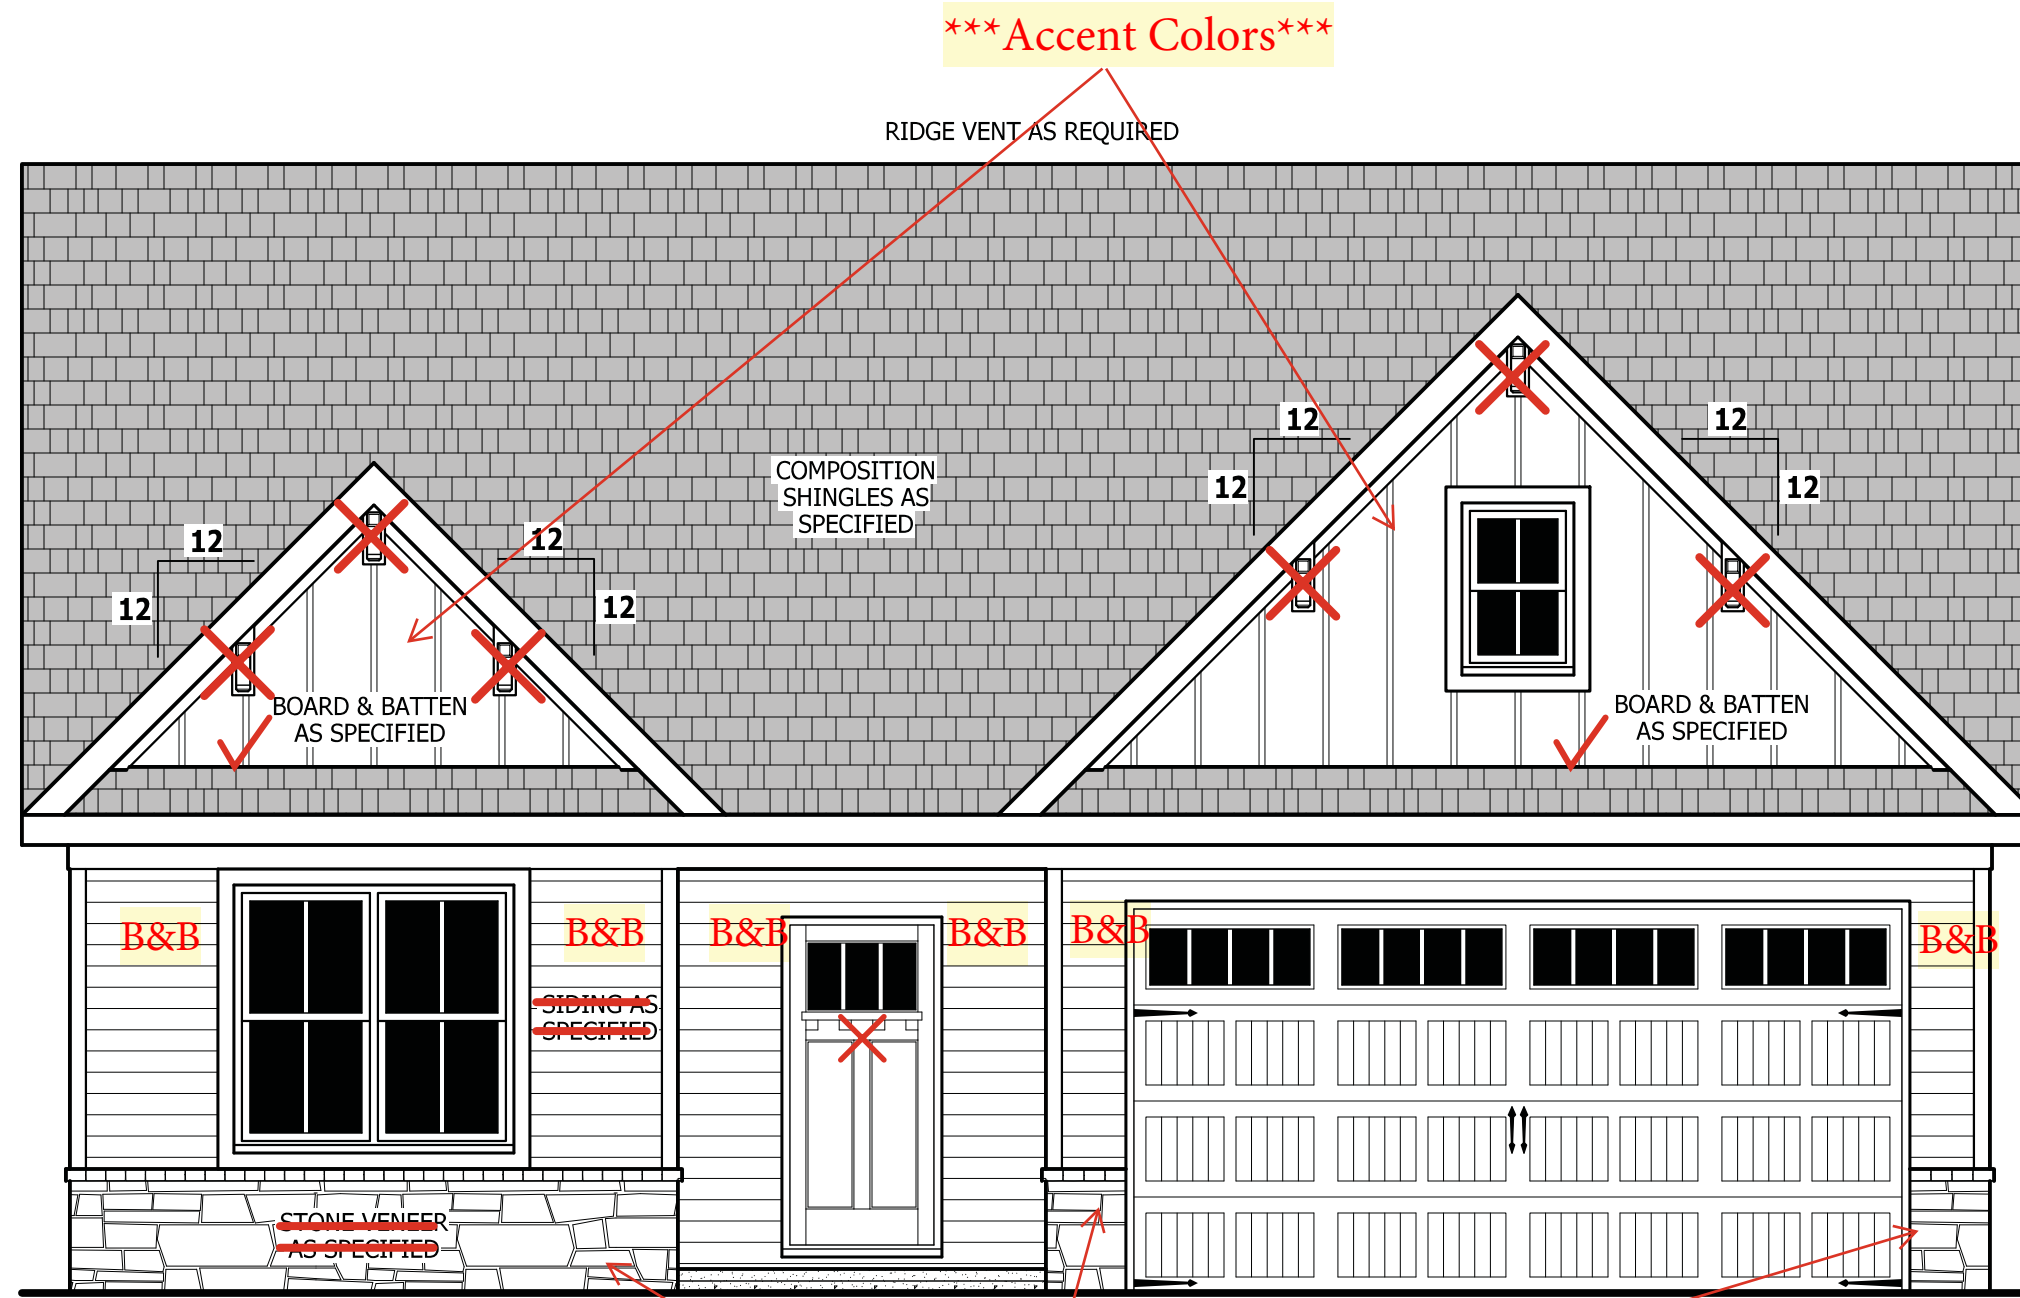 ***Accent Colors***
RIDGE VENT AS REQUIRED
12
12
12
12
COMPOSITION
SHINGLES AS
SPECIFIED
12
12
12
12
BOARD & BATTEN
AS SPECIFIED
BOARD & BATTEN
AS SPECIFIED
B&B
B&B
B&B
B&B
B&B
B&B
SIDING AS
SPECIFIED
STONE VENEER
AS SPECIFIED